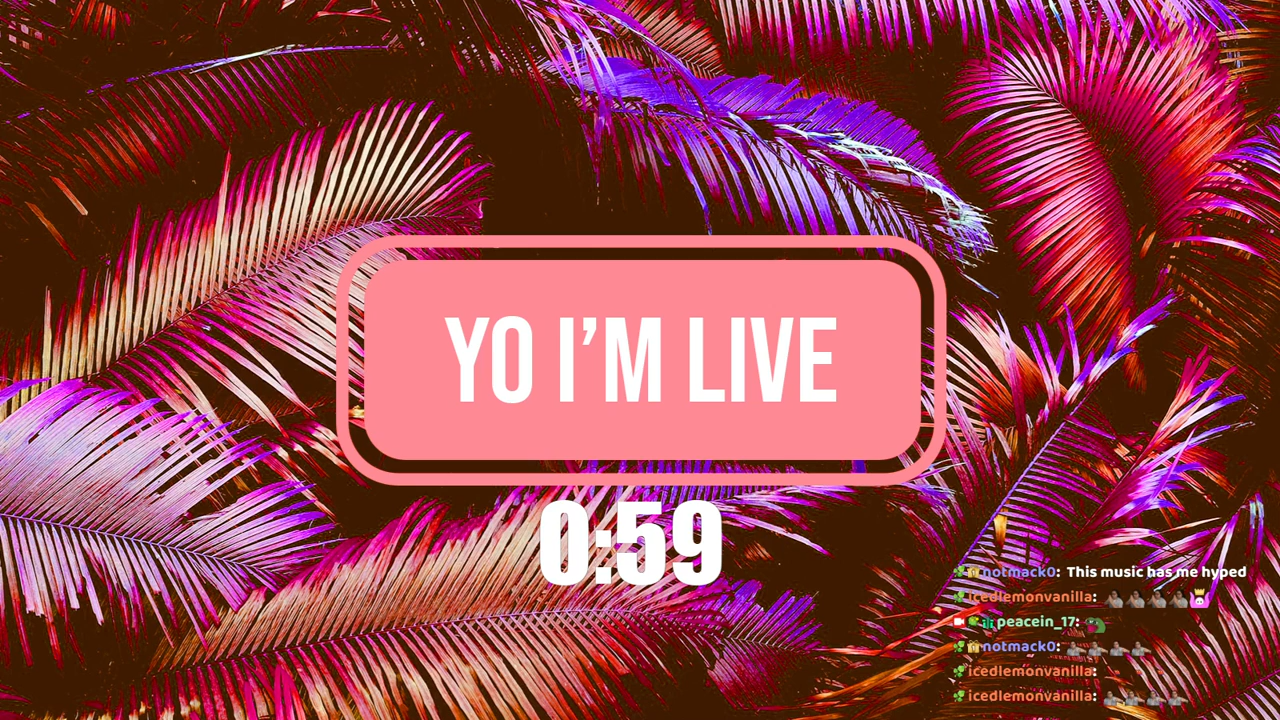 YO I’M LIVE
0:59
notmack0: This music has me hyped
icedlemonvanilla:
peacein_17:
notmack0:
icedlemonvanilla:
icedlemonvanilla: